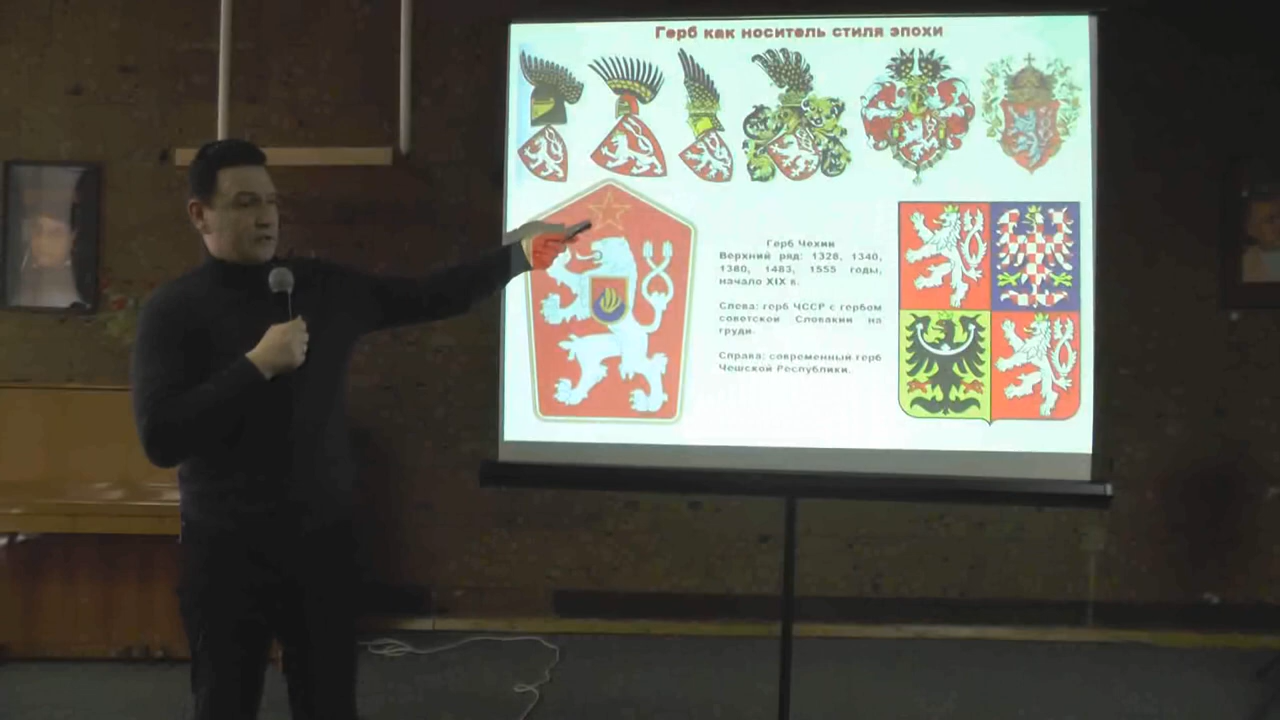 Герб как носитель стиля эпохи
Герб Чехии
Верхний ряд: 1328, 1340,
1380, 1483, 1555 годы,
начало XIX в.
Слева: герб ЧССР с гербом
советской Словакии на
груди.
Справа: современный герб
Чешской Республики.